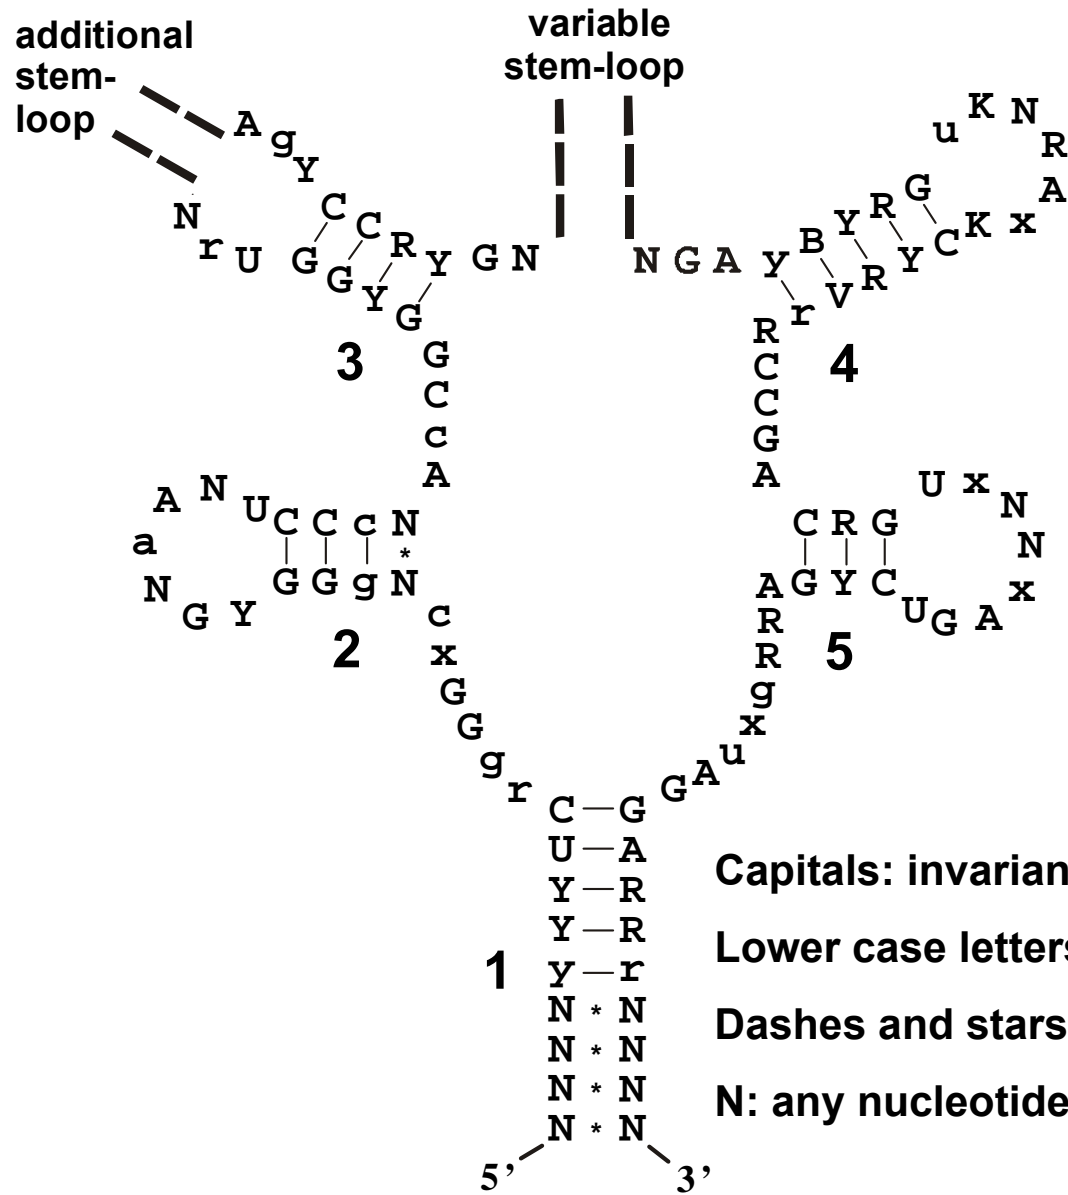 additional
stem-
loop
variable
stem-loop
A g Y C C R Y G N
N r U G G Y G G C c A
N G A y B Y R G u K N R A x K C Y R V r
R C C G A
3
4
A N U C C c N
a
N G Y G G g N
2
c x G G g r
C R G U x N N x A G U C Y G A
R R g x u A G
5
C G
U A
Y R
Y R
1 y r
N * N
N * N
N * N
N * N
5’ 3’
Capitals: invarian
Lower case letters
Dashes and stars
N: any nucleotide